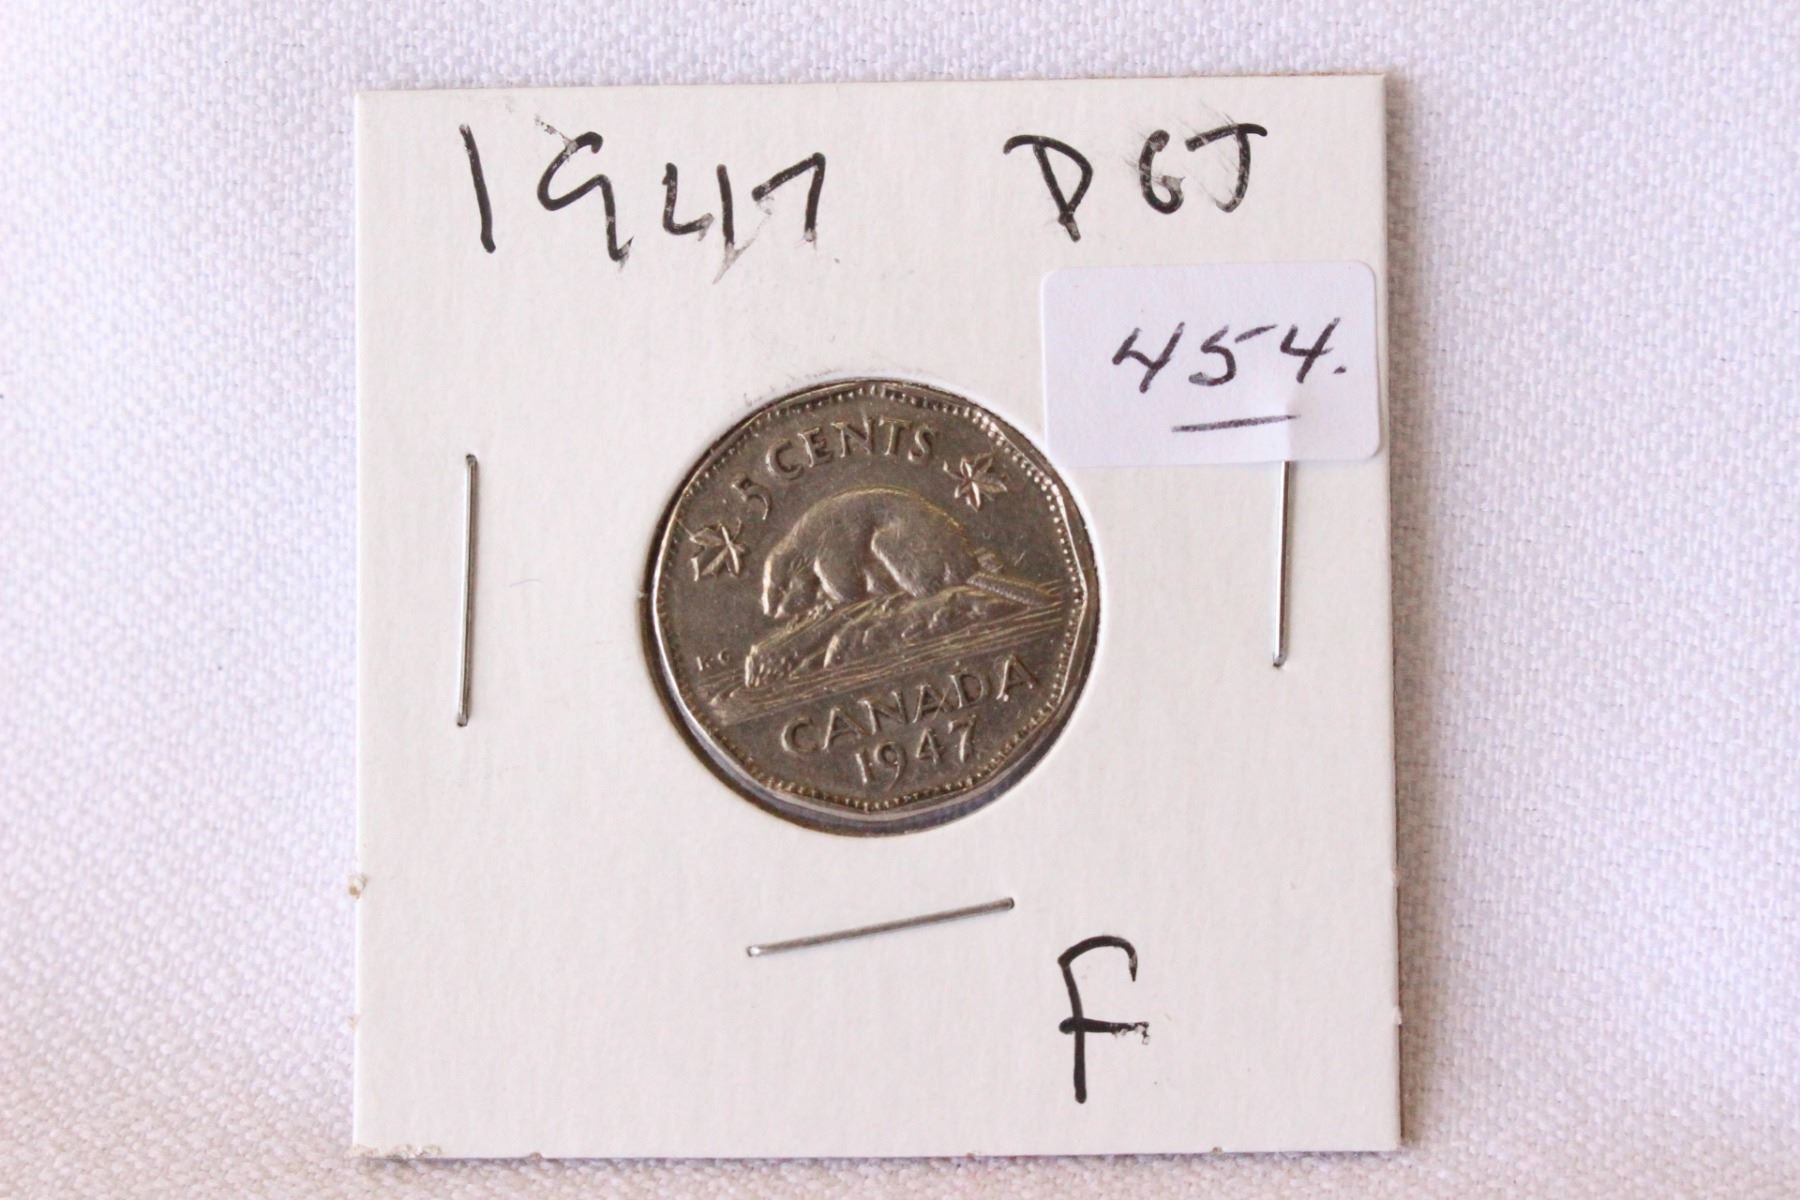 1947 DGJ
454.
5 CENTS
K G
CANADA
1947
F